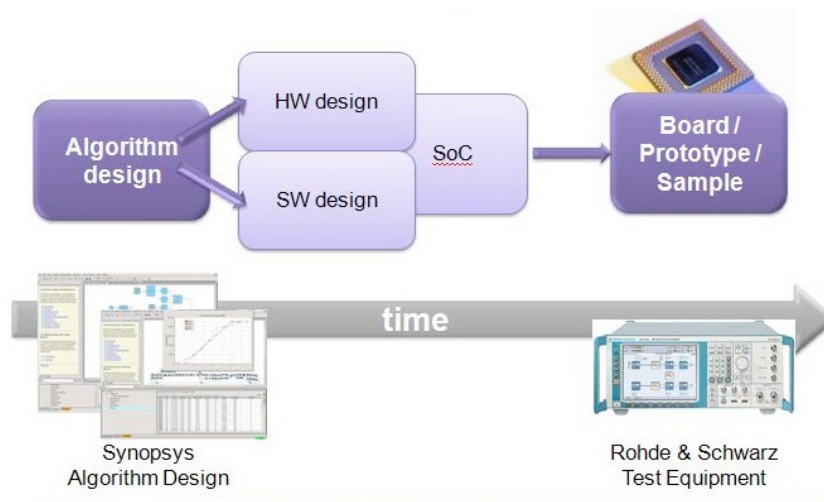 HW design
Algorithm
design
SoC
SW design
Board /
Prototype /
Sample
time
Synopsys
Algorithm Design
Rohde & Schwarz
Test Equipment